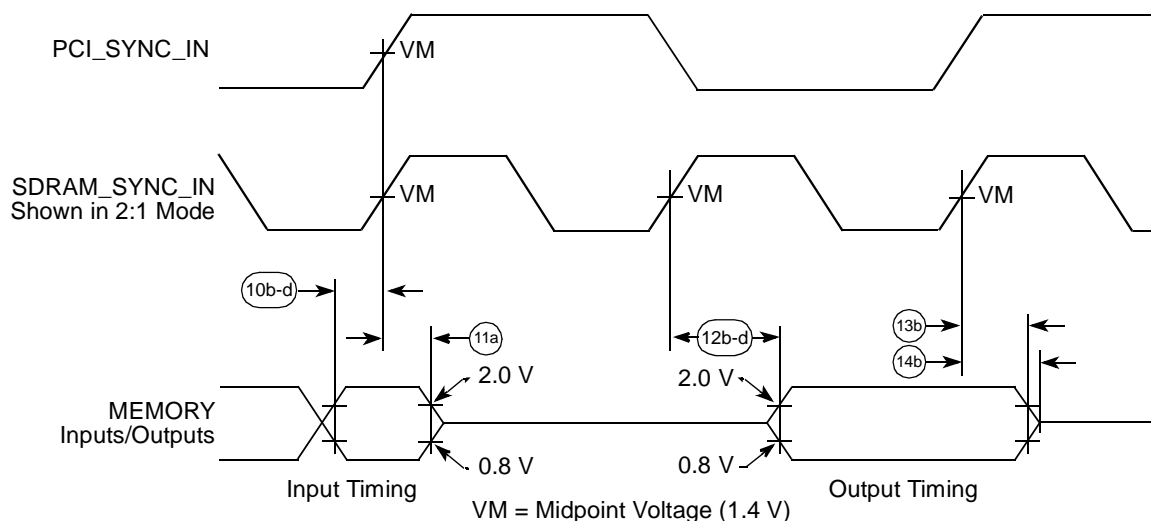 PCI_SYNC_IN
VM
SDRAM_SYNC_IN
Shown in 2:1 Mode
VM
VM
VM
10b-d
11a
12b-d
13b
14b
2.0 V
2.0 V
MEMORY
Inputs/Outputs
0.8 V
0.8 V
Input Timing
Output Timing
VM = Midpoint Voltage (1.4 V)